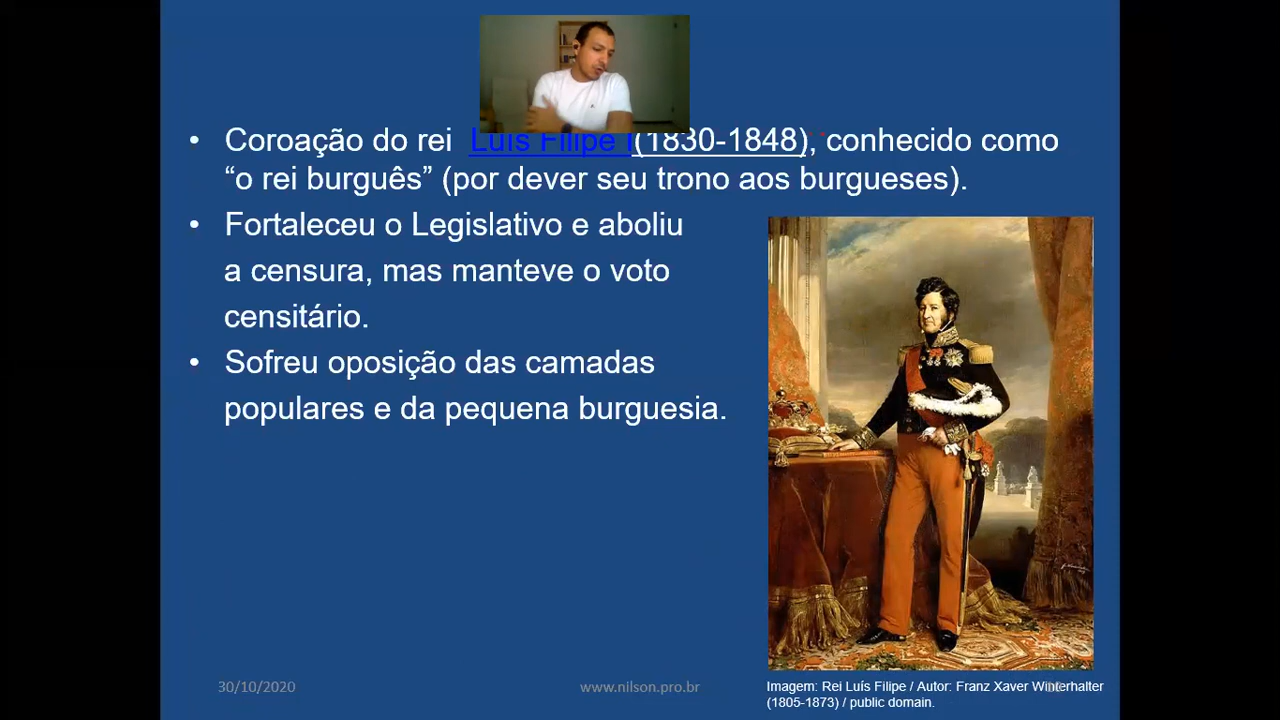 • Coroação do rei Luís Filipe I(1830-1848), conhecido como
“o rei burguês” (por dever seu trono aos burgueses).
• Fortaleceu o Legislativo e aboliu
a censura, mas manteve o voto
censitário.
• Sofreu oposição das camadas
populares e da pequena burguesia.
30/10/2020
www.nilson.pro.br
Imagem: Rei Luís Filipe / Autor: Franz Xaver Winterhalter
(1805-1873) / public domain.